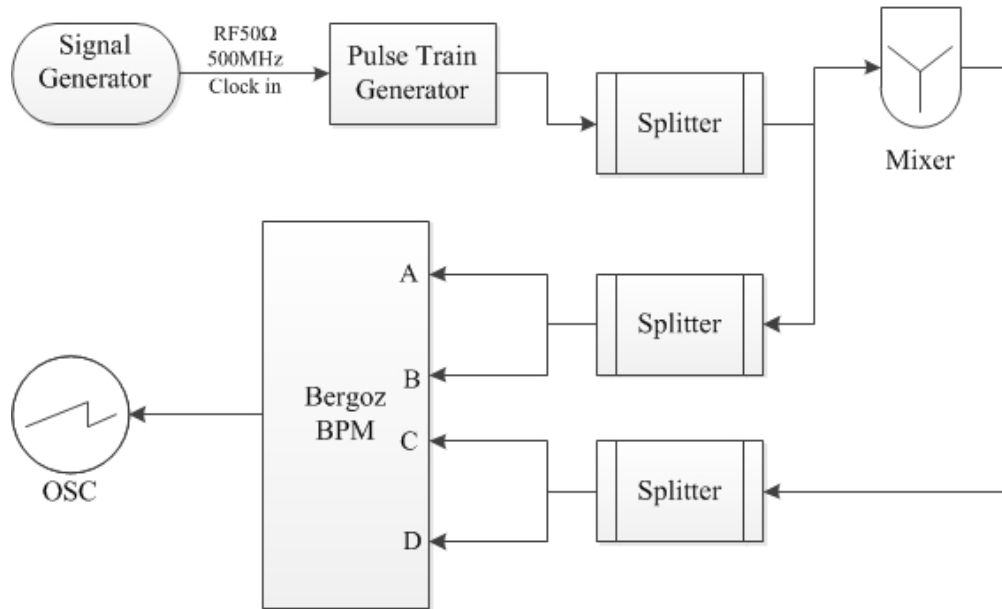 Signal
Generator
RF50Ω
500MHz
Clock in
Pulse Train
Generator
Splitter
Mixer
A
B
C
D
Bergoz
BPM
Splitter
Splitter
OSC